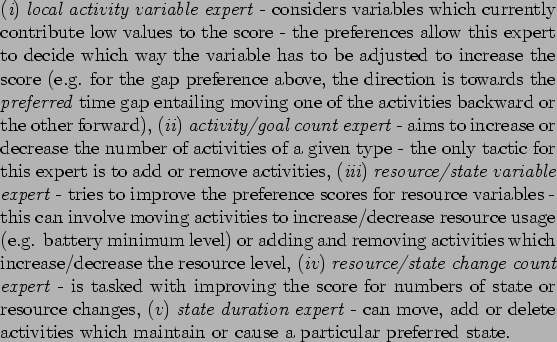 (i) local activity variable expert - considers variables which currently
contribute low values to the score - the preferences allow this expert
to decide which way the variable has to be adjusted to increase the
score (e.g. for the gap preference above, the direction is towards the
preferred time gap entailing moving one of the activities backward or
the other forward), (ii) activity/goal count expert - aims to increase or
decrease the number of activities of a given type - the only tactic for
this expert is to add or remove activities, (iii) resource/state variable
expert - tries to improve the preference scores for resource variables -
this can involve moving activities to increase/decrease resource usage
(e.g. battery minimum level) or adding and removing activities which
increase/decrease the resource level, (iv) resource/state change count
expert - is tasked with improving the score for numbers of state or
resource changes, (v) state duration expert - can move, add or delete
activities which maintain or cause a particular preferred state.